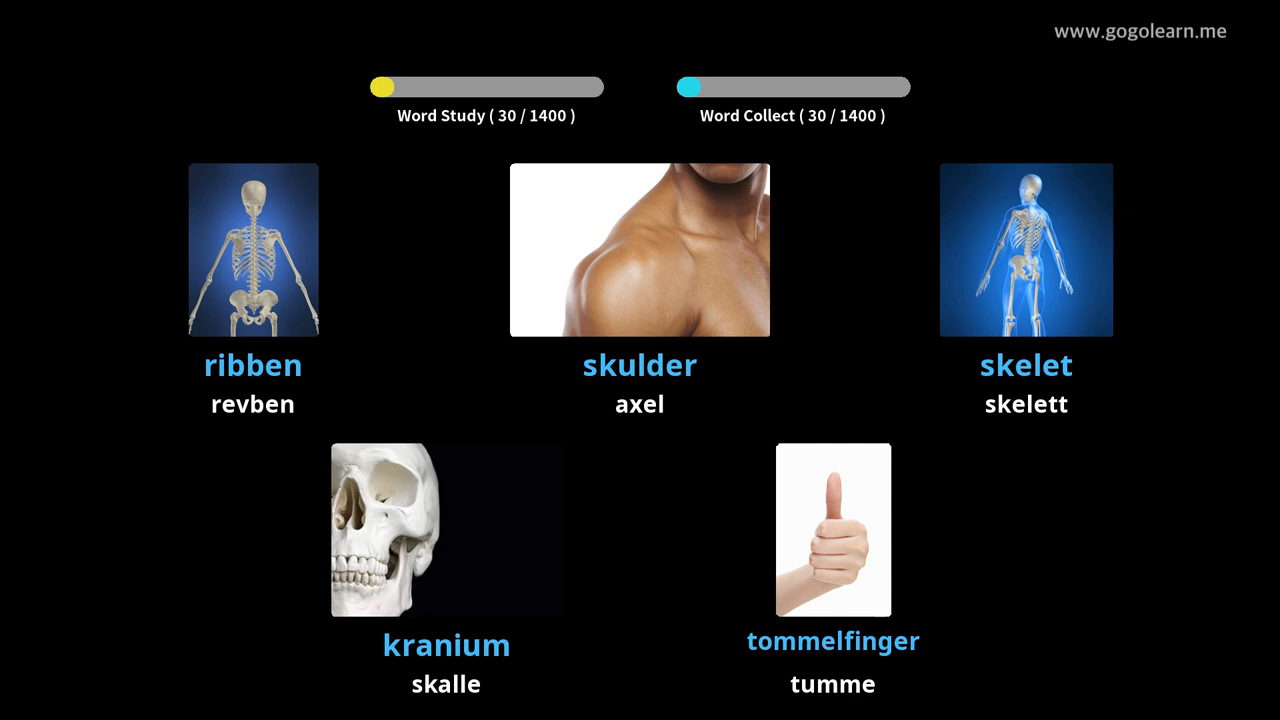 www.gogolearn.me
Word Study ( 30 / 1400 )
Word Collect ( 30 / 1400 )
ribben
revben
skulder
axel
skelet
skelett
kranium
skalle
tommelfinger
tumme